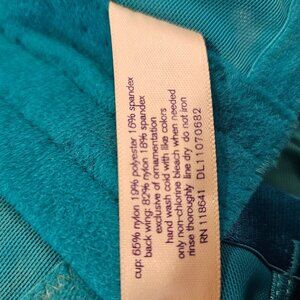 cup: 65% nylon 19% polyester 16% spandex
back wing: 82% nylon 18% spandex
exclusive of ornamentation
hand wash cold with like colors
only non-chlorine bleach when needed
rinse thoroughly line dry do not iron
RN 118641 DL11070682